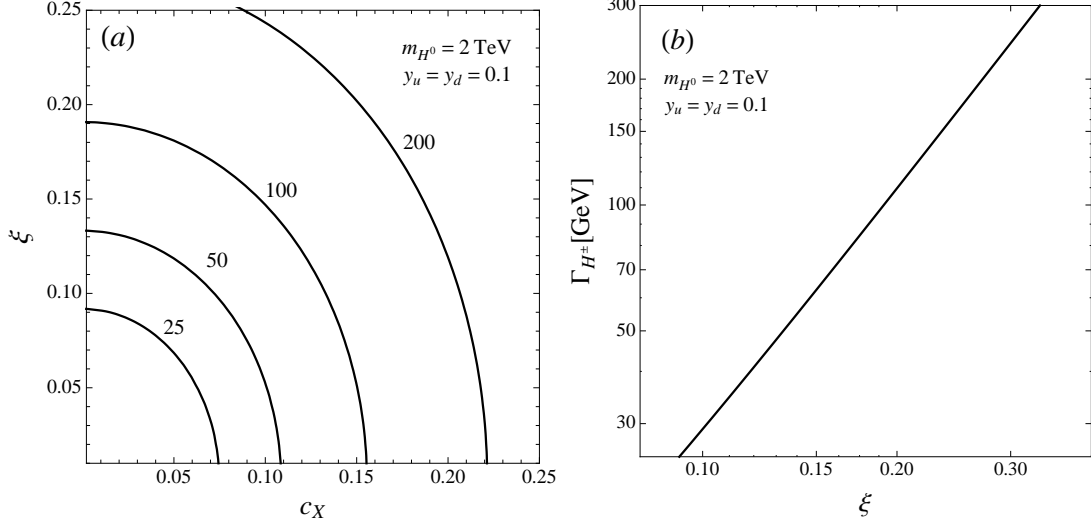 (a)
m_{H^0} = 2 TeV
y_u = y_d = 0.1
200
100
50
25
0.25
0.20
0.15
0.10
0.05
ξ
0.05
0.10
0.15
0.20
0.25
c_X
(b)
m_{H^0} = 2 TeV
y_u = y_d = 0.1
300
200
150
100
70
50
30
Γ_{H^±}[GeV]
0.10
0.15
0.20
0.30
ξ